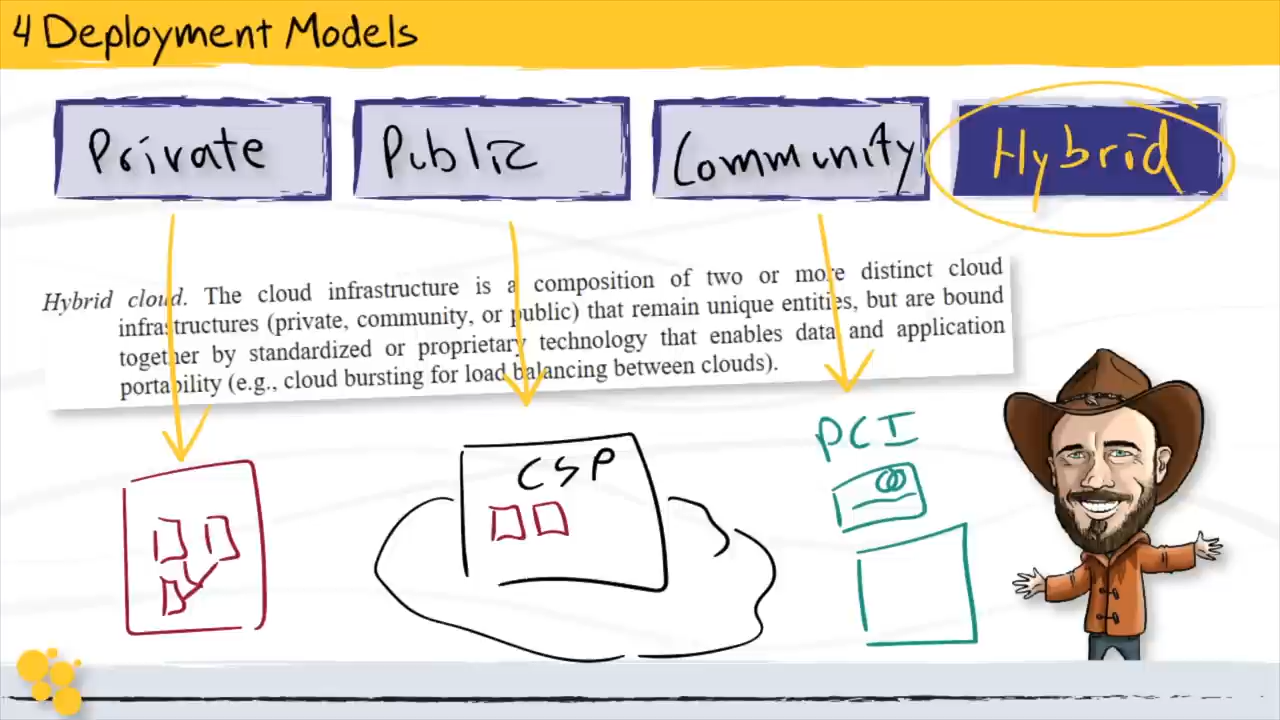 4 Deployment Models
Private
Public
Community
Hybrid
Hybrid cloud. The cloud infrastructure is a composition of two or more distinct cloud
infrastructures (private, community, or public) that remain unique entities, but are bound
together by standardized or proprietary technology that enables data and application
portability (e.g., cloud bursting for load balancing between clouds).
CSP
PCI